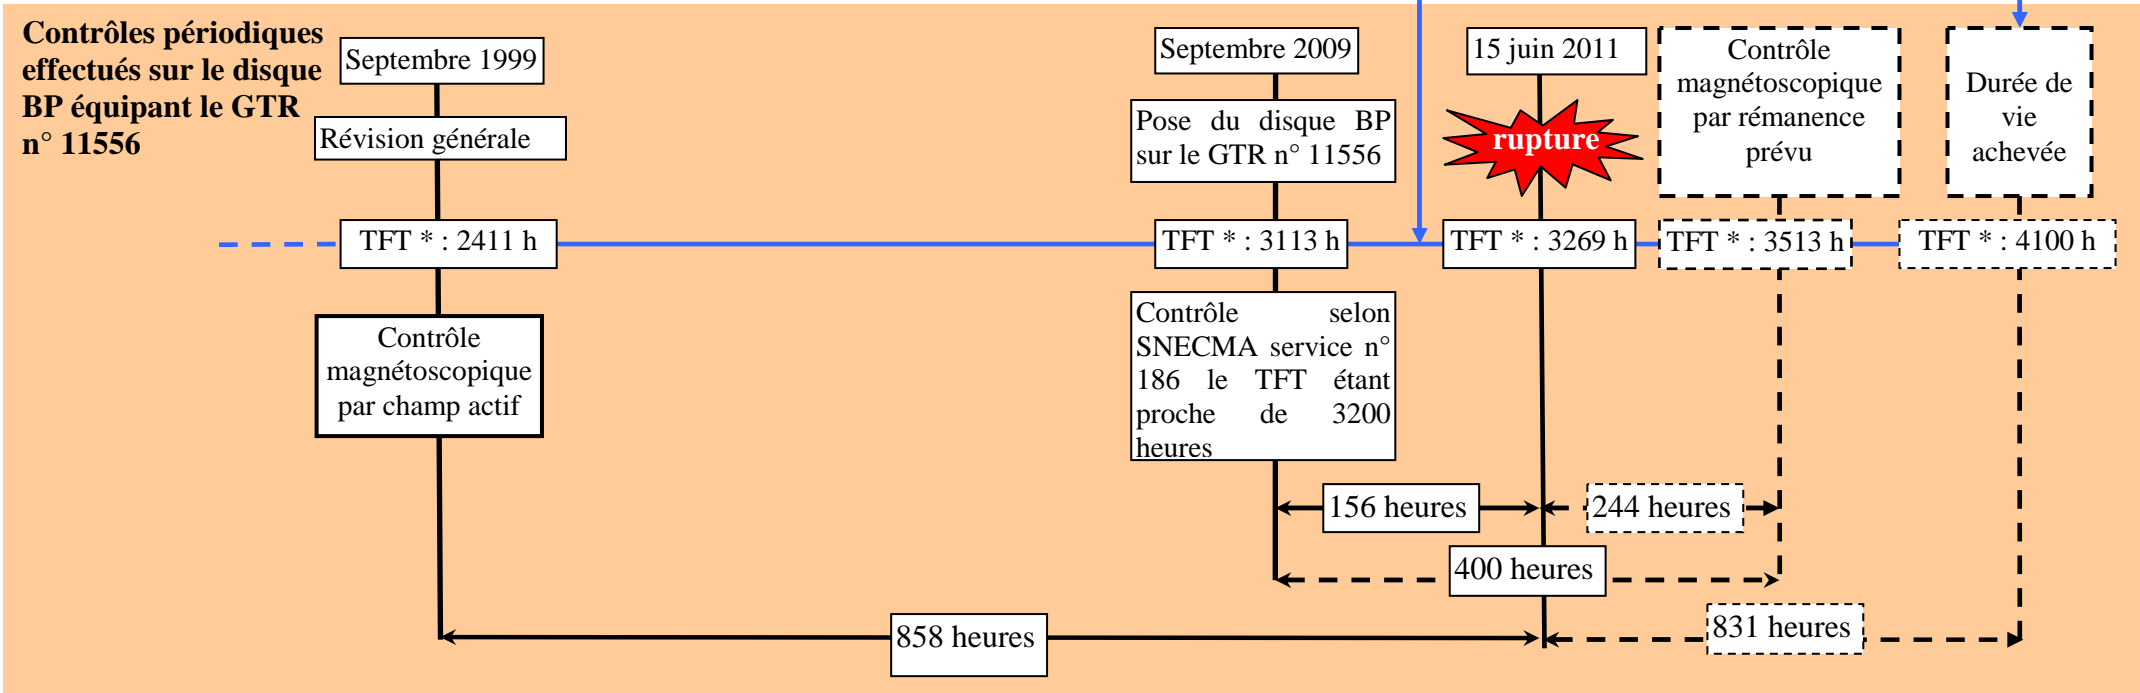 Contrôles périodiques
effectués sur le disque
BP équipant le GTR
n° 11556
Septembre 1999
Révision générale
TFT * : 2411 h
Contrôle
magnétoscopique
par champ actif
Septembre 2009
Pose du disque BP
sur le GTR n° 11556
TFT * : 3113 h
Contrôle selon
SNECMA service n°
186 le TFT étant
proche de 3200
heures
15 juin 2011
rupture
TFT * : 3269 h
Contrôle
magnétoscopique
par rémanence
prévu
TFT * : 3513 h
Durée de
vie
achevée
TFT * : 4100 h
156 heures
244 heures
400 heures
858 heures
831 heures